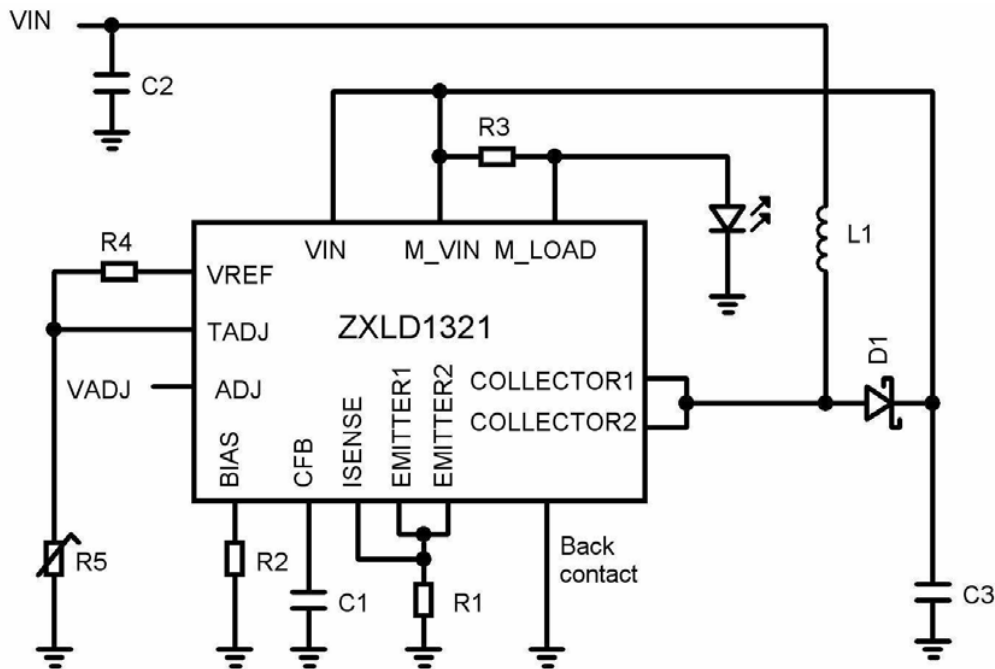 VIN
C2
R3
R4
VIN
M_VIN
M_LOAD
L1
VREF
TADJ
ZXLD1321
D1
VADJ
ADJ
COLLECTOR1
COLLECTOR2
BIAS
CFB
ISENSE
EMITTER1
EMITTER2
R5
R2
C1
R1
Back
contact
C3